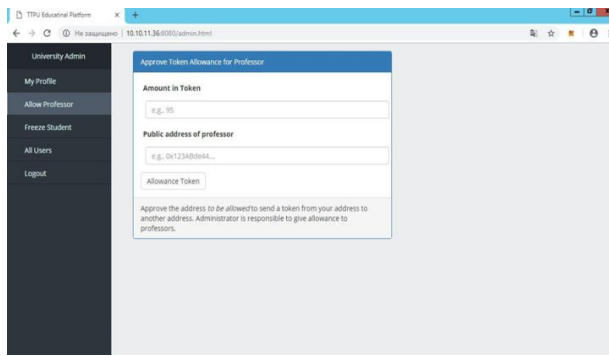 TTPU Educatinal Platform
Не защищено | 10.10.11.36:8080/admin.html
University Admin
My Profile
Allow Professor
Freeze Student
All Users
Logout
Approve Token Allowance for Professor
Amount in Token
e.g., 95
Public address of professor
e.g., 0x123ABde44...
Allowance Token
Approve the address to be allowed to send a token from your address to
another address. Administrator is responsible to give allowance to
professors.